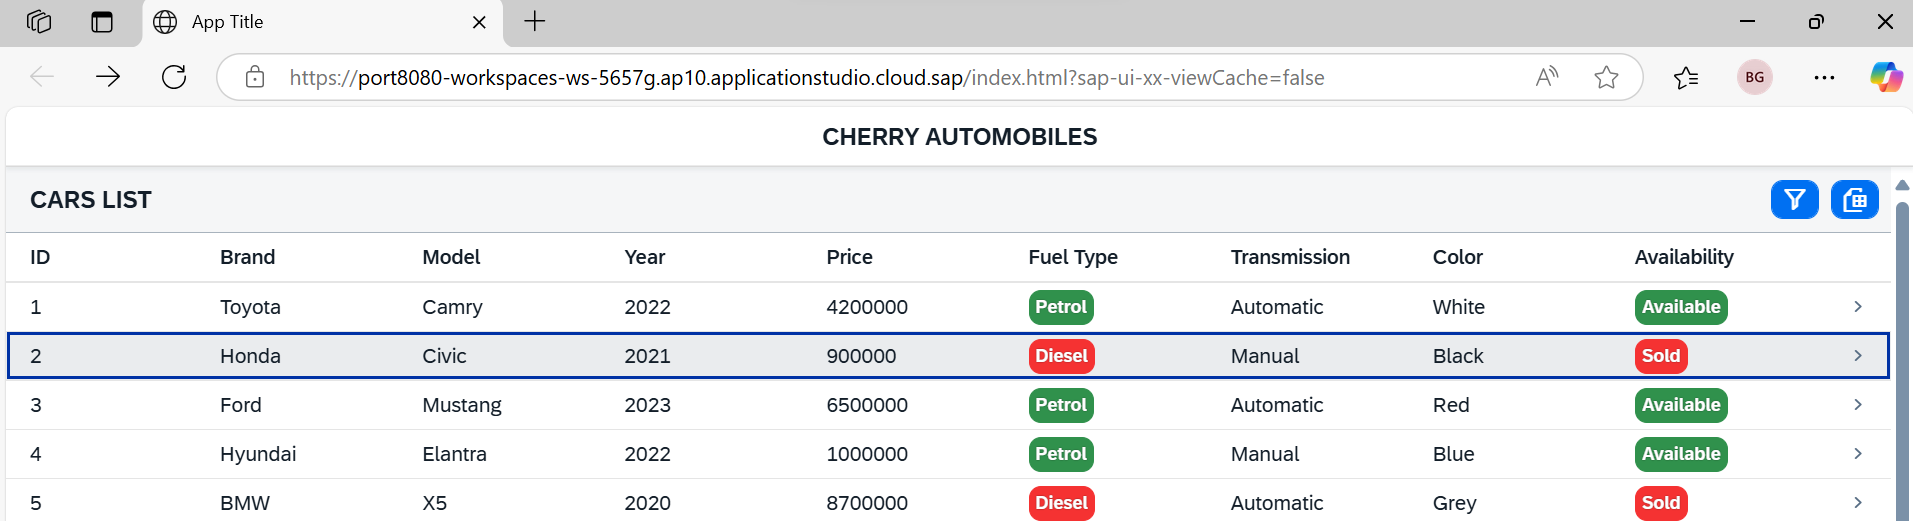 App Title
https://port8080-workspaces-ws-5657g.ap10.applicationstudio.cloud.sap/index.html?sap-ui-xx-viewCache=false
BG
CHERRY AUTOMOBILES
CARS LIST
ID Brand Model Year Price Fuel Type Transmission Color Availability
1 Toyota Camry 2022 4200000 Petrol Automatic White Available
2 Honda Civic 2021 900000 Diesel Manual Black Sold
3 Ford Mustang 2023 6500000 Petrol Automatic Red Available
4 Hyundai Elantra 2022 1000000 Petrol Manual Blue Available
5 BMW X5 2020 8700000 Diesel Automatic Grey Sold